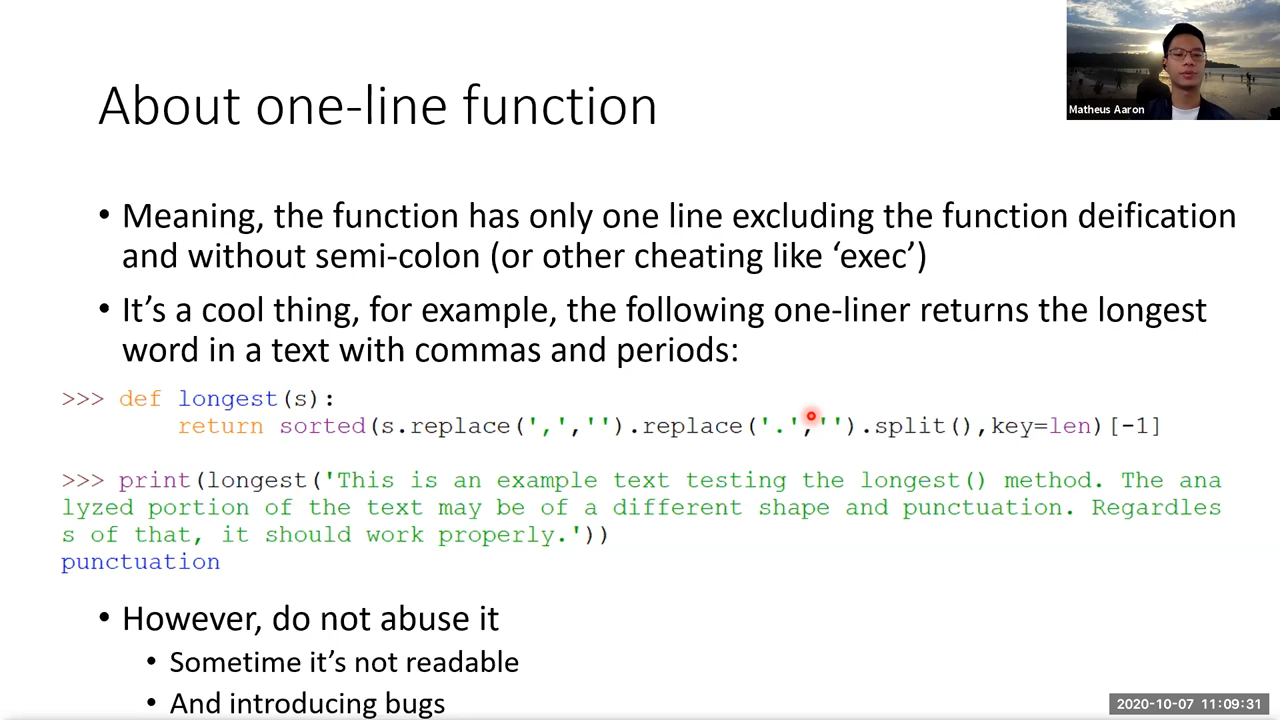 About one-line function
Matheus Aaron
• Meaning, the function has only one line excluding the function deification
and without semi-colon (or other cheating like ‘exec’)
• It’s a cool thing, for example, the following one-liner returns the longest
word in a text with commas and periods:
>>> def longest(s):
        return sorted(s.replace(',','').replace('.','').split(),key=len)[-1]
>>> print(longest('This is an example text testing the longest() method. The ana
lyzed portion of the text may be of a different shape and punctuation. Regardles
s of that, it should work properly.'))
punctuation
• However, do not abuse it
• Sometime it’s not readable
• And introducing bugs
2020-10-07 11:09:31